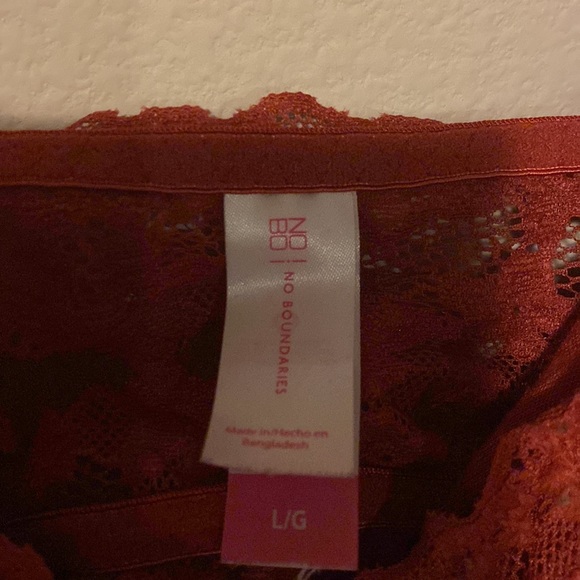 NO!
BO!
NO BOUNDARIES
Made in/Hecho en
Bangladesh
L/G